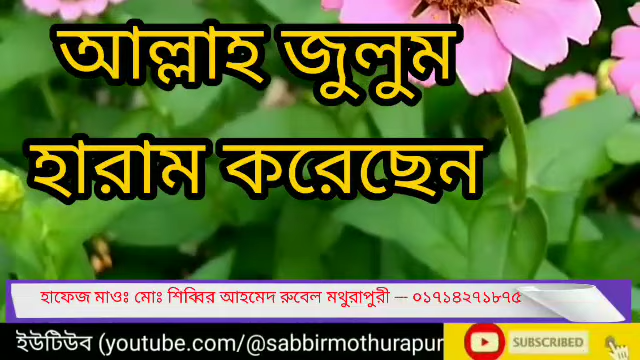 আল্লাহ জুলুম
হারাম করেছেন
হাফেজ মাওঃ মোঃ শিব্বির আহমেদ রুবেল মথুরাপুরী — ০১৭১৪২৭১৮৭৫
ইউটিউব (youtube.com/@sabbirmothurapur
SUBSCRIBED